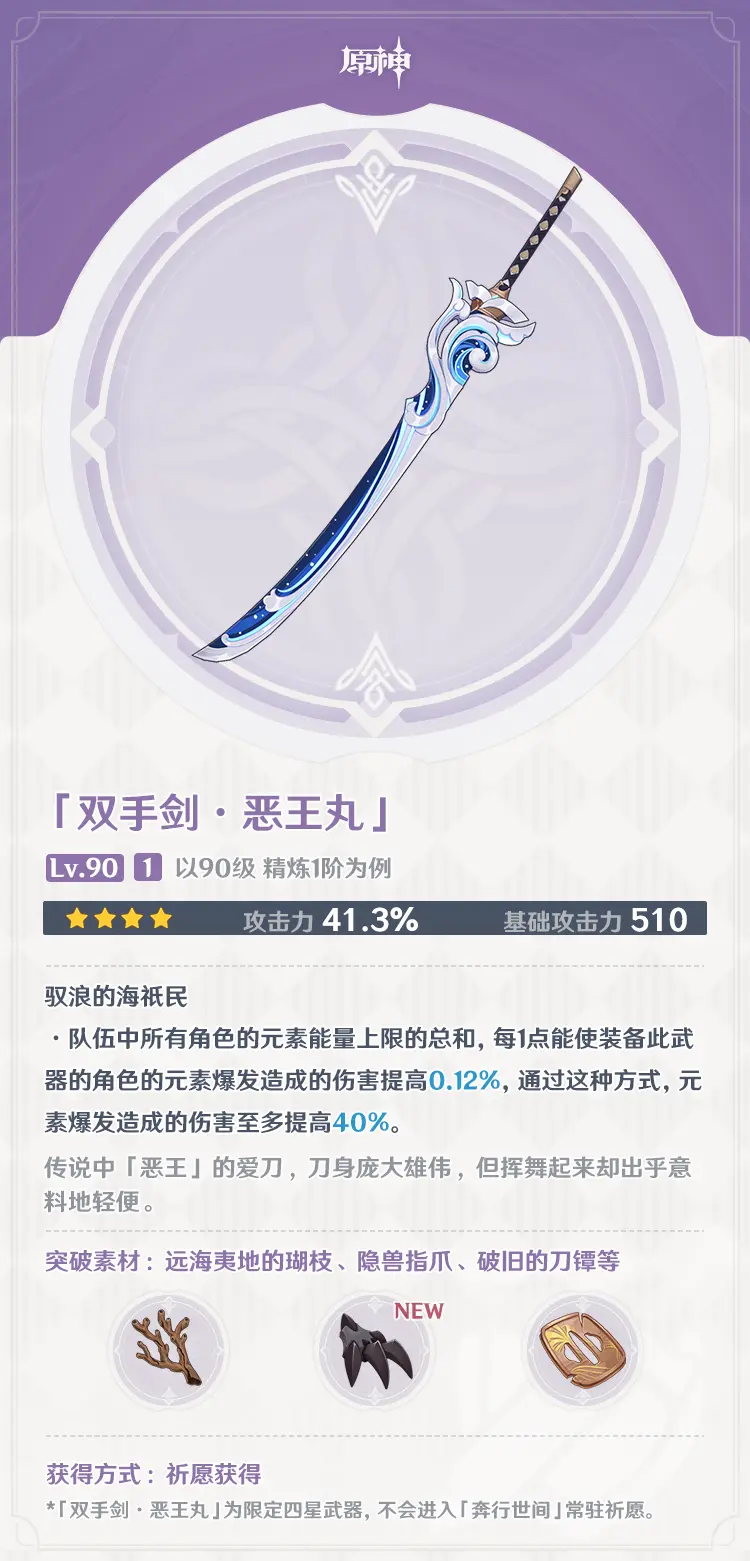 原神
「双手剑·恶王丸」
Lv.90 1 以90级 精炼1阶为例
★★★★ 攻击力 41.3% 基础攻击力 510
驭浪的海祇民
·队伍中所有角色的元素能量上限的总和，每1点能使装备此武
器的角色的元素爆发造成的伤害提高0.12%，通过这种方式，元
素爆发造成的伤害至多提高40%。
传说中「恶王」的爱刀，刀身庞大雄伟，但挥舞起来却出乎意
料地轻便。
突破素材：远海夷地的瑚枝、隐兽指爪、破旧的刀镡等
NEW
获得方式：祈愿获得
*「双手剑·恶王丸」为限定四星武器，不会进入「奔行世间」常驻祈愿。